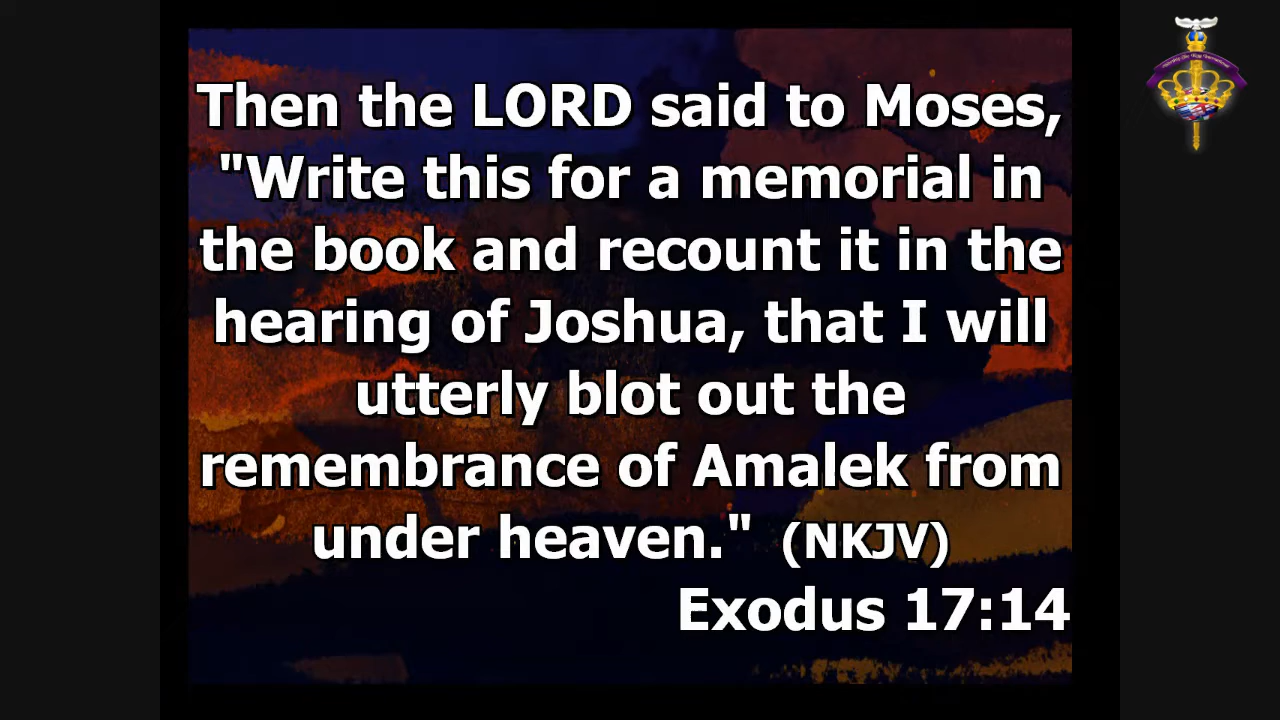 Then the LORD said to Moses,
"Write this for a memorial in
the book and recount it in the
hearing of Joshua, that I will
utterly blot out the
remembrance of Amalek from
under heaven." (NKJV)
Exodus 17:14